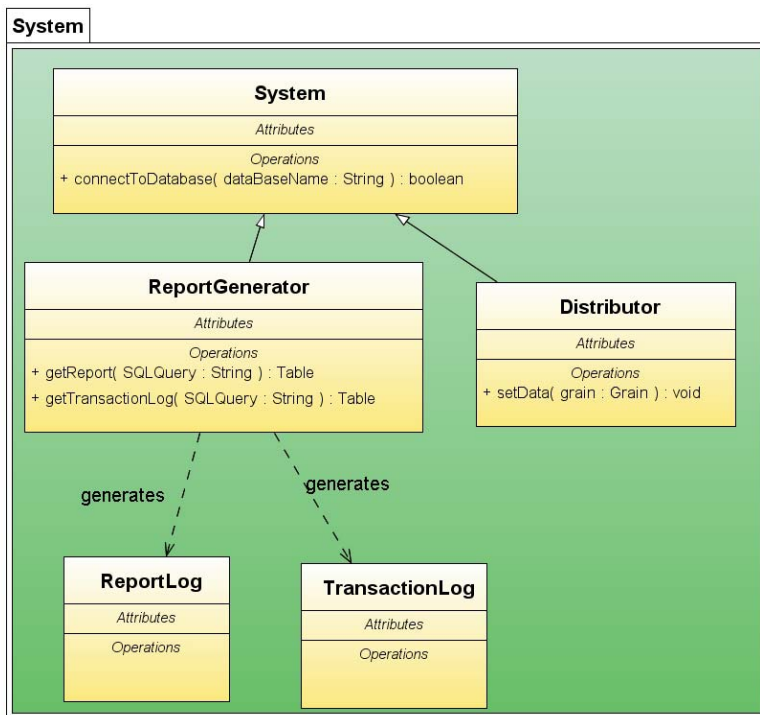 System
System
Attributes
Operations
+ connectToDatabase( dataBaseName : String ) : boolean
ReportGenerator
Attributes
Operations
+ getReport( SQLQuery : String ) : Table
+ getTransactionLog( SQLQuery : String ) : Table
Distributor
Attributes
Operations
+ setData( grain : Grain ) : void
generates
generates
ReportLog
Attributes
Operations
TransactionLog
Attributes
Operations